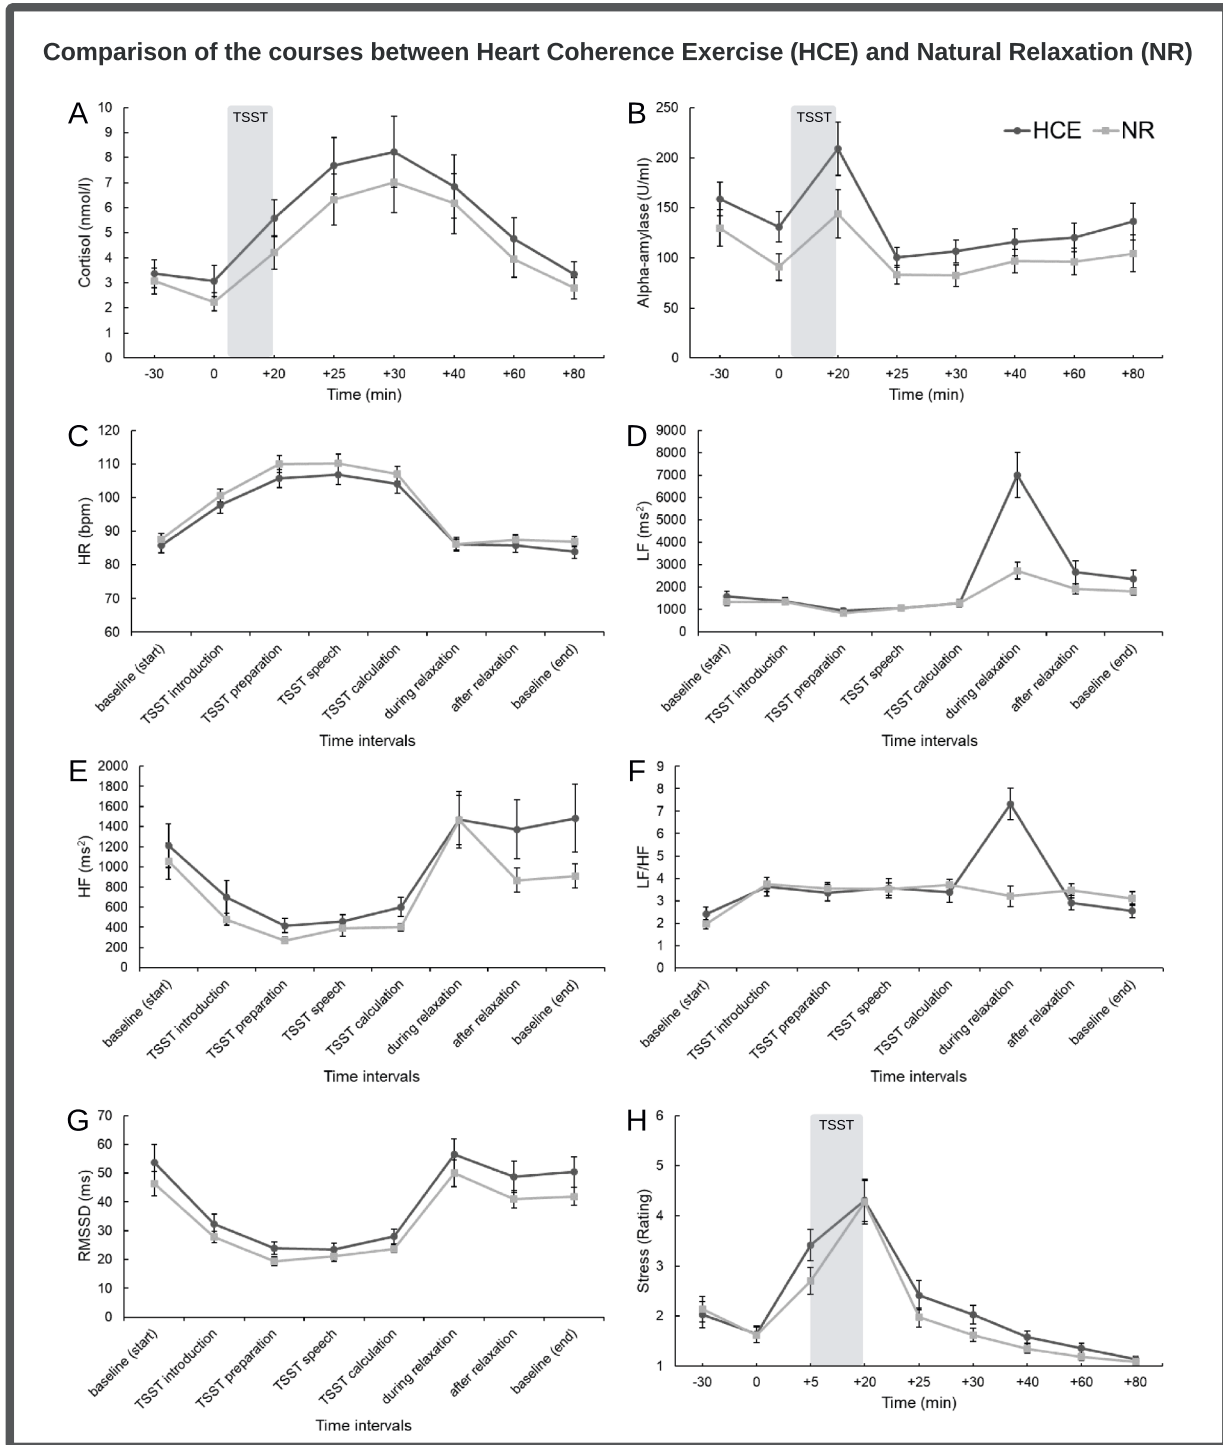 Comparison of the courses between Heart Coherence Exercise (HCE) and Natural Relaxation (NR)
A
10
9
8
7
6
5
4
3
2
1
0
Cortisol (nmol/l)
TSST
-30 0 +20 +25 +30 +40 +60 +80
Time (min)
B
250
200
150
100
50
0
Alpha-amylase (U/ml)
TSST
HCE NR
-30 0 +20 +25 +30 +40 +60 +80
Time (min)
C
120
110
100
90
80
70
60
HR (bpm)
baseline (start)
TSST introduction
TSST preparation
TSST speech
TSST calculation
during relaxation
after relaxation
baseline (end)
Time intervals
D
9000
8000
7000
6000
5000
4000
3000
2000
1000
0
LF (ms²)
baseline (start)
TSST introduction
TSST preparation
TSST speech
TSST calculation
during relaxation
after relaxation
baseline (end)
Time intervals
E
2000
1800
1600
1400
1200
1000
800
600
400
200
0
HF (ms²)
baseline (start)
TSST introduction
TSST preparation
TSST speech
TSST calculation
during relaxation
after relaxation
baseline (end)
Time intervals
F
9
8
7
6
5
4
3
2
1
0
LF/HF
baseline (start)
TSST introduction
TSST preparation
TSST speech
TSST calculation
during relaxation
after relaxation
baseline (end)
Time intervals
G
70
60
50
40
30
20
10
0
RMSSD (ms)
baseline (start)
TSST introduction
TSST preparation
TSST speech
TSST calculation
during relaxation
after relaxation
baseline (end)
Time intervals
H
6
5
4
3
2
1
Stress (Rating)
TSST
-30 0 +5 +20 +25 +30 +40 +60 +80
Time (min)